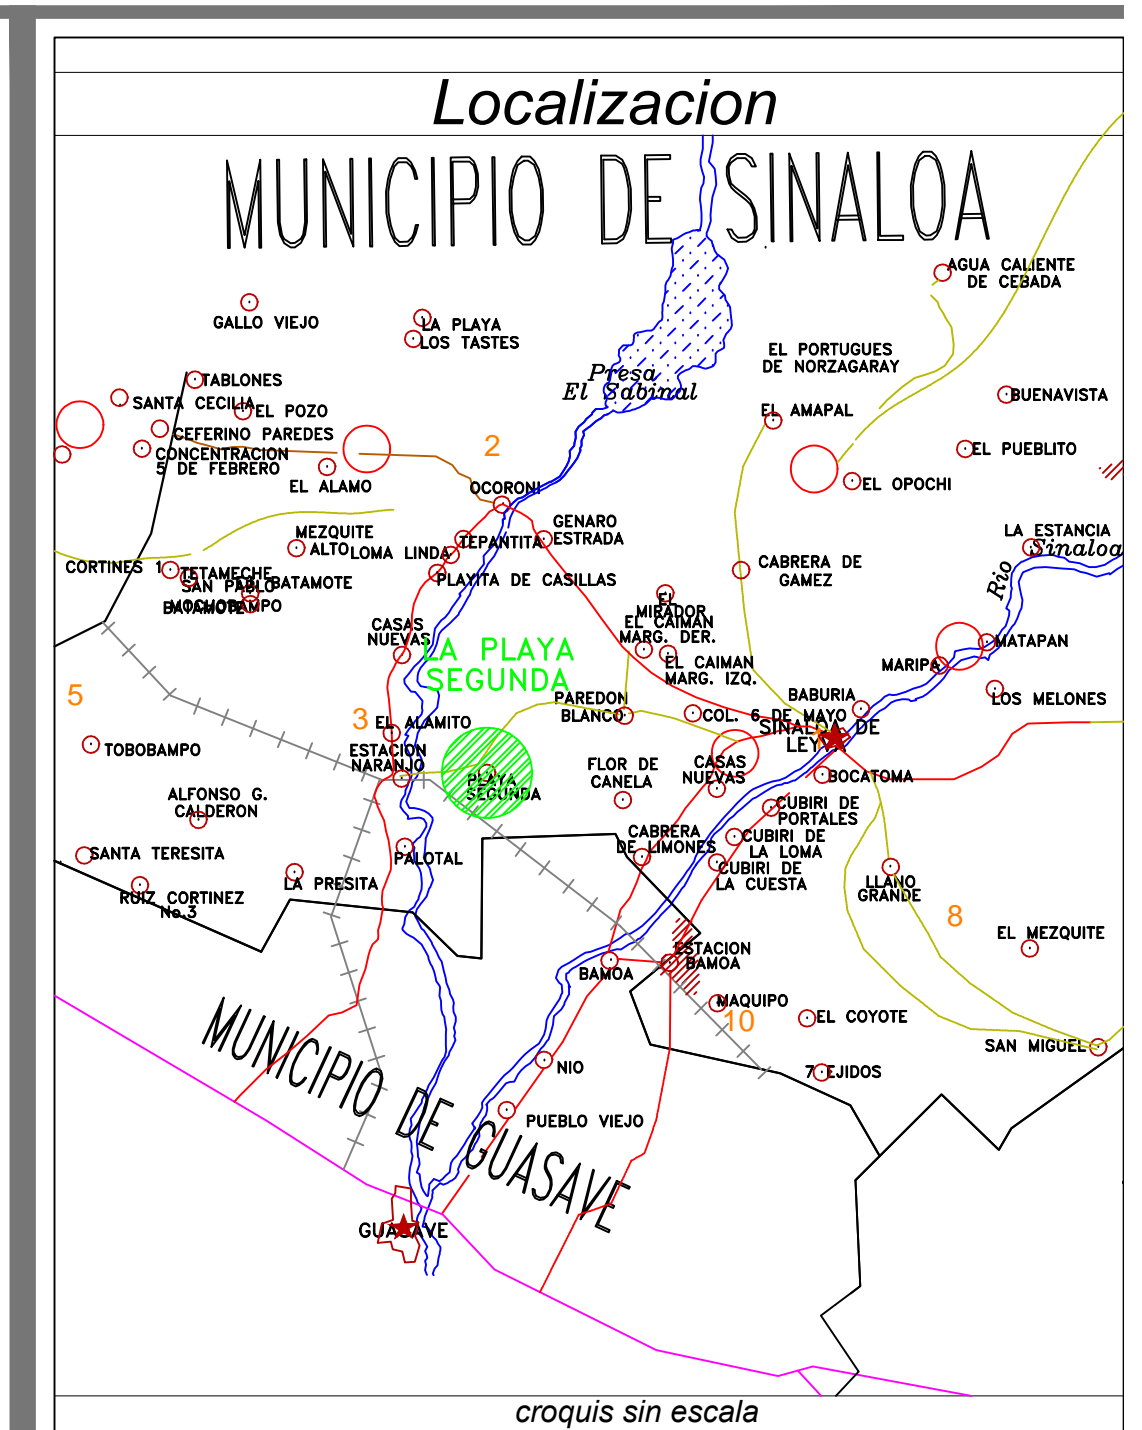 Localizacion
MUNICIPIO DE SINALOA
AGUA CALIENTE
DE CEBADA
GALLO VIEJO
LA PLAYA
LOS TASTES
EL PORTUGUES
DE NORZAGARAY
Presa
El Sabinal
TABLONES
SANTA CECILIA
EL POZO
BUENAVISTA
EL AMAPAL
CEFERINO PAREDES
2
CONCENTRACION
5 DE FEBRERO
EL PUEBLITO
EL ALAMO
OCORONI
EL OPOCHI
GENARO
ESTRADA
MEZQUITE
ALTO
LOMA LINDA
TEPANTITA
LA ESTANCIA
Rio
Sinaloa
CORTINES 1
TETAMECHE
SAN PABLO
BATAMOTE
PLAYITA DE CASILLAS
CABRERA DE
GAMEZ
BATAMOTE
MOCHOBAMPO
EL
MIRADOR
EL CAIMAN
MARG. DER.
CASAS
NUEVAS
LA PLAYA
SEGUNDA
EL CAIMAN
MARG. IZQ.
MATAPAN
MARIPA
5
PAREDON
BLANCO
BABURIA
LOS MELONES
3
EL ALAMITO
COL. 6 DE MAYO
SINALOA DE
LEYVA
TOBOBAMPO
ESTACION
NARANJO
PLAYA
SEGUNDA
FLOR DE
CANELA
CASAS
NUEVAS
BOCATOMA
ALFONSO G.
CALDERON
CUBIRI DE
PORTALES
CABRERA
DE LIMONES
CUBIRI DE
LA LOMA
SANTA TERESITA
PALOTAL
CUBIRI DE
LA CUESTA
LA PRESITA
LLANO
GRANDE
RUIZ CORTINEZ
No.3
8
EL MEZQUITE
ESTACION
BAMOA
BAMOA
MAQUIPO
10
EL COYOTE
MUNICIPIO DE GUASAVE
SAN MIGUEL
NIO
7 EJIDOS
PUEBLO VIEJO
GUASAVE
croquis sin escala